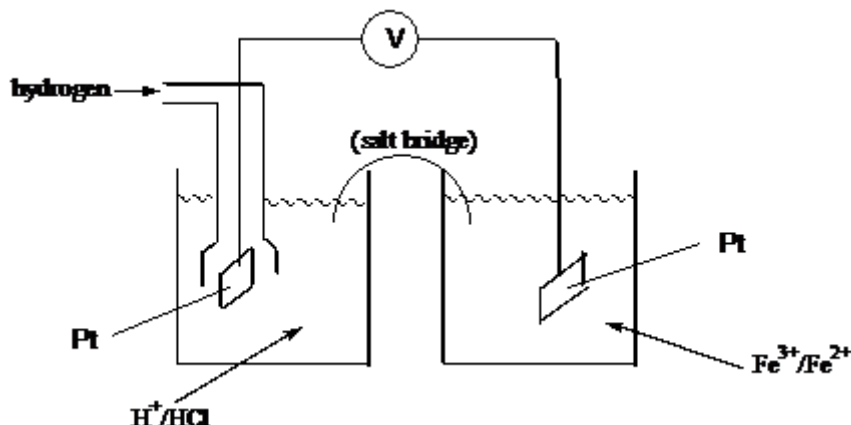 V
hydrogen
(salt bridge)
Pt
Pt
Fe³⁺/Fe²⁺
H⁺/HCl